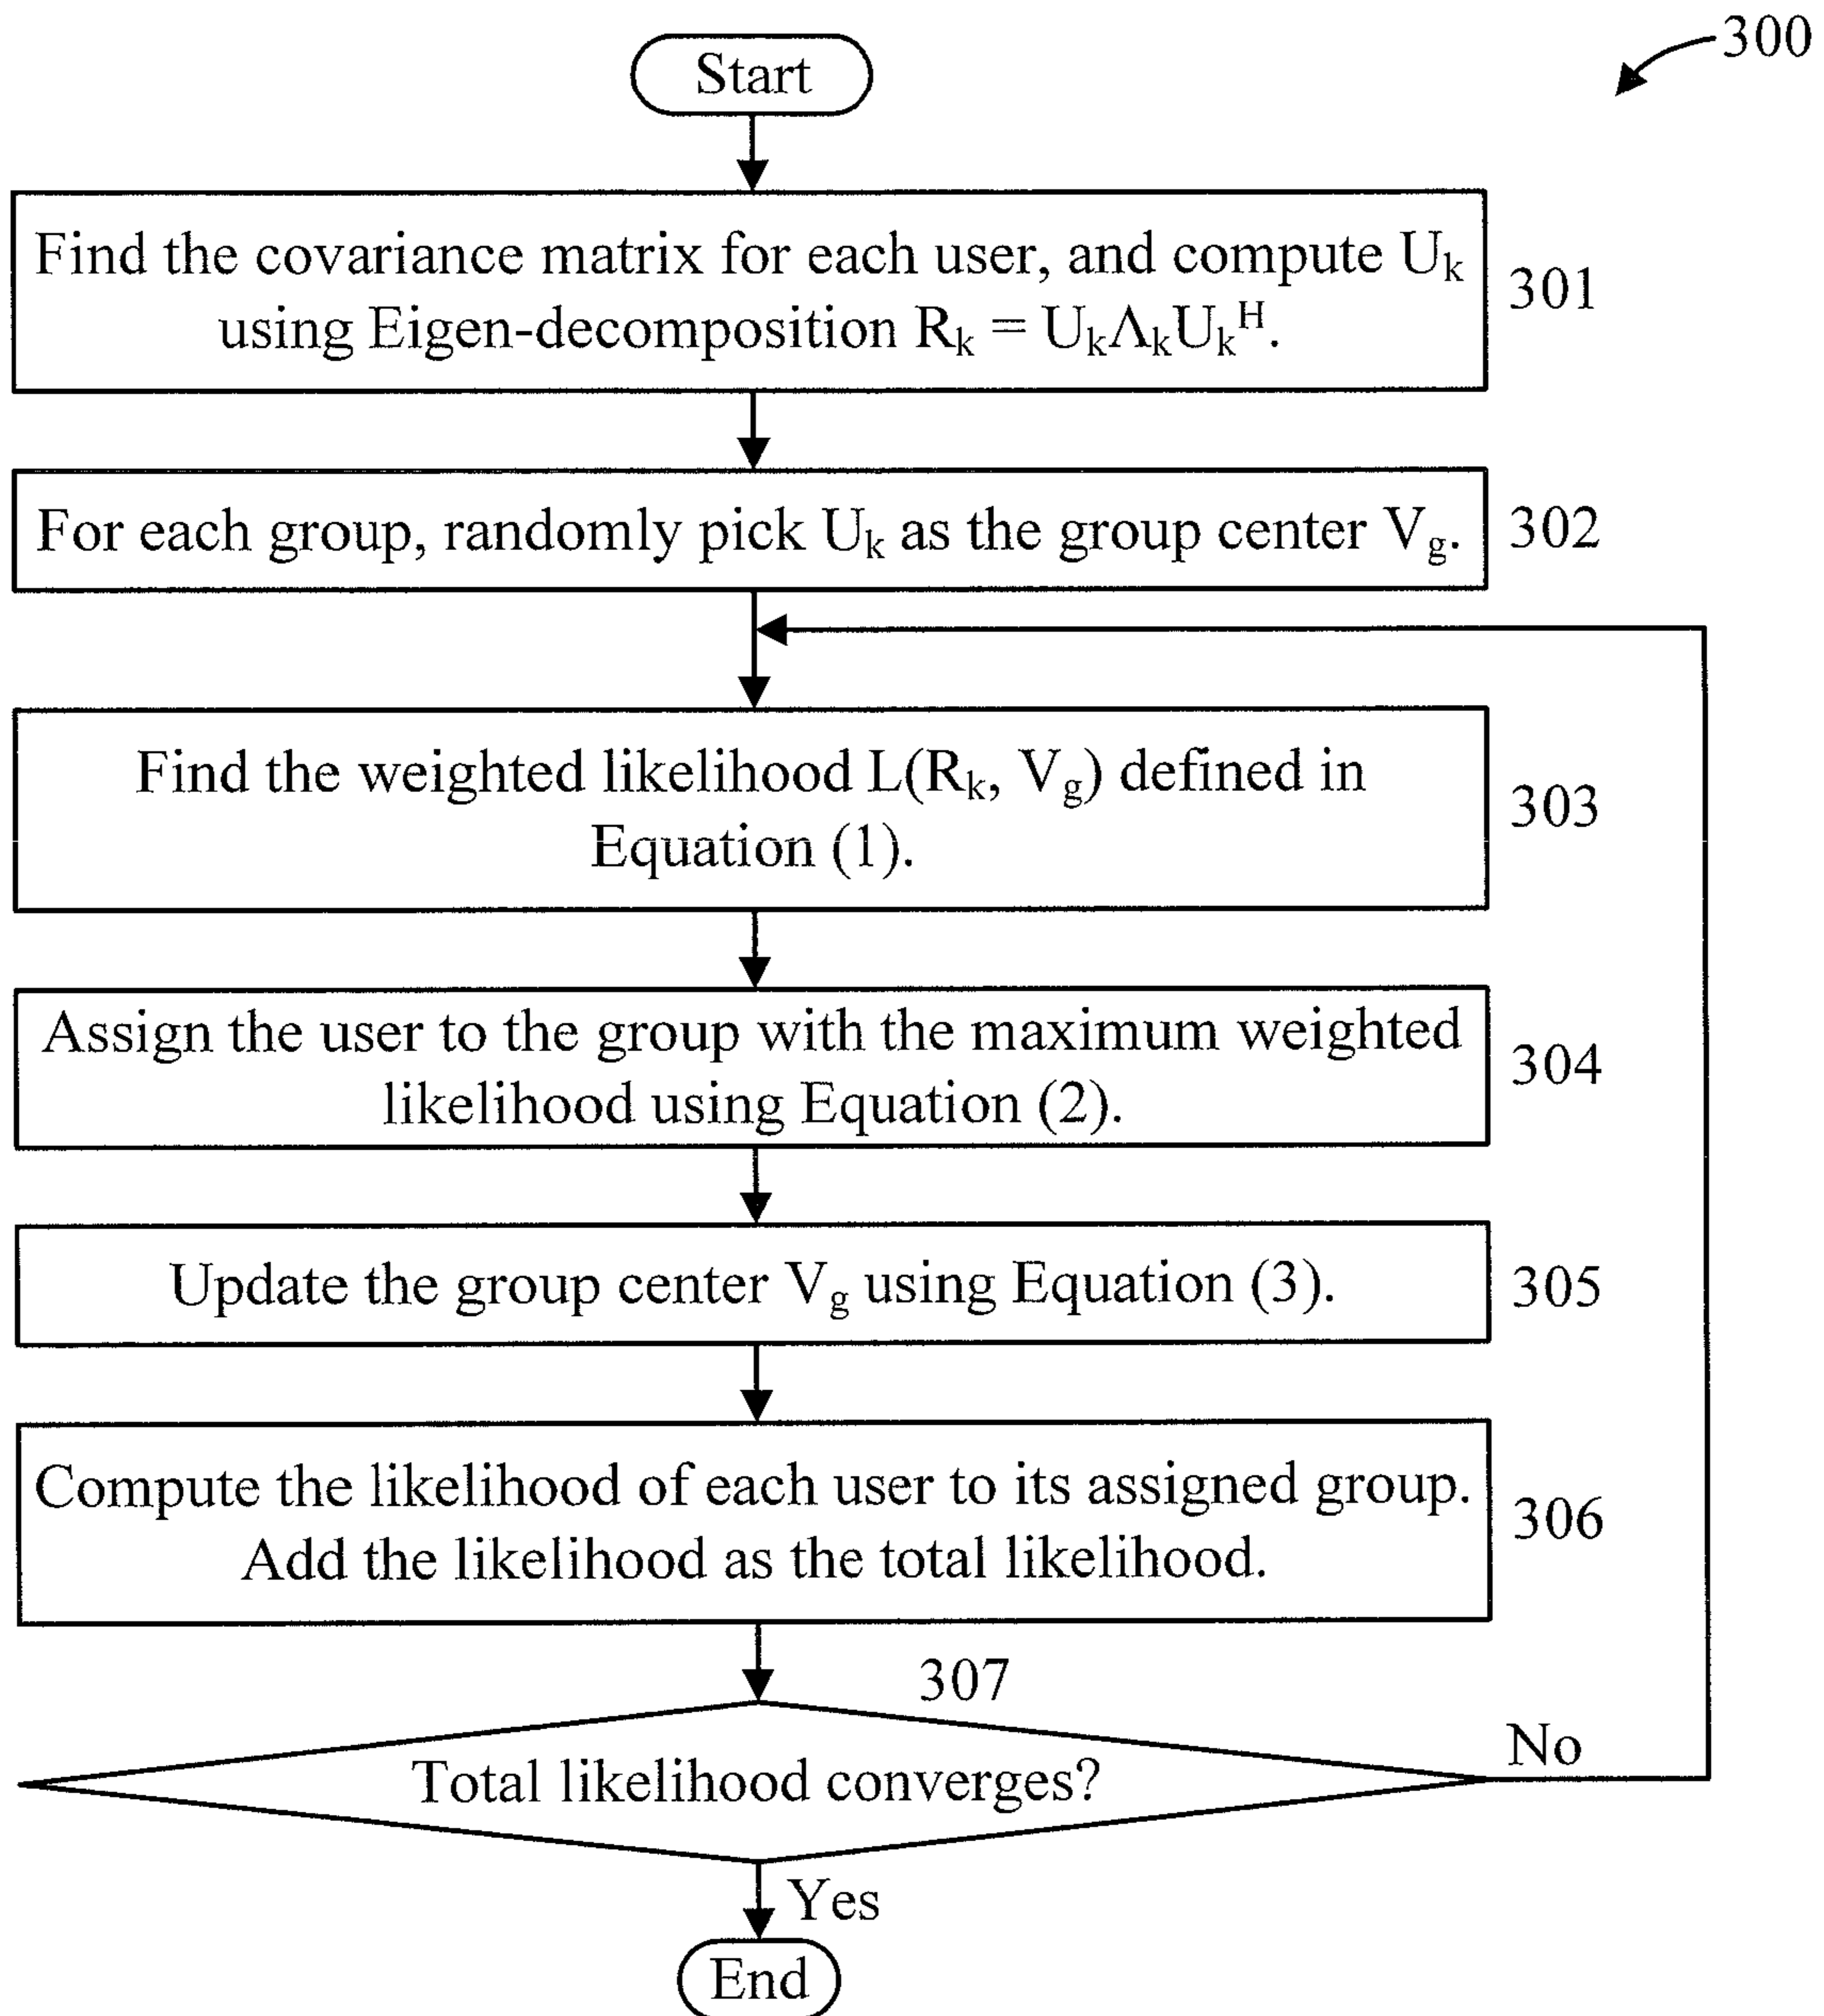 300
Start
Find the covariance matrix for each user, and compute Uₖ
using Eigen-decomposition Rₖ = UₖΛₖUₖᴴ.
301
For each group, randomly pick Uₖ as the group center V_g.
302
Find the weighted likelihood L(Rₖ, V_g) defined in
Equation (1).
303
Assign the user to the group with the maximum weighted
likelihood using Equation (2).
304
Update the group center V_g using Equation (3).
305
Compute the likelihood of each user to its assigned group.
Add the likelihood as the total likelihood.
306
307
Total likelihood converges?
No
Yes
End